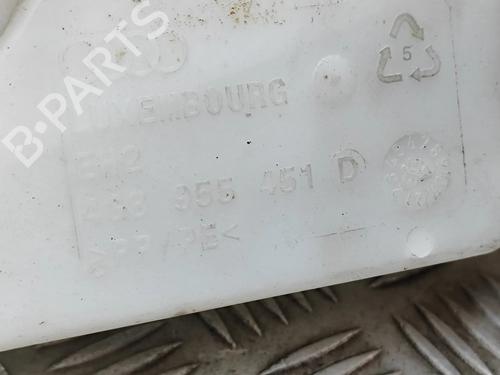 B-PARTS
LUXEMBOURG
5
955 451 D
>PP/PE<